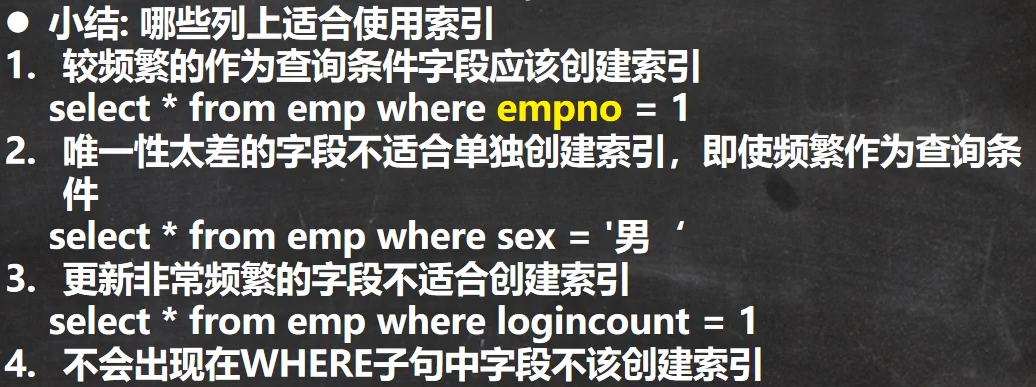 ● 小结: 哪些列上适合使用索引
1. 较频繁的作为查询条件字段应该创建索引
select * from emp where empno = 1
2. 唯一性太差的字段不适合单独创建索引，即使频繁作为查询条
件
select * from emp where sex = '男‘
3. 更新非常频繁的字段不适合创建索引
select * from emp where logincount = 1
4. 不会出现在WHERE子句中字段不该创建索引